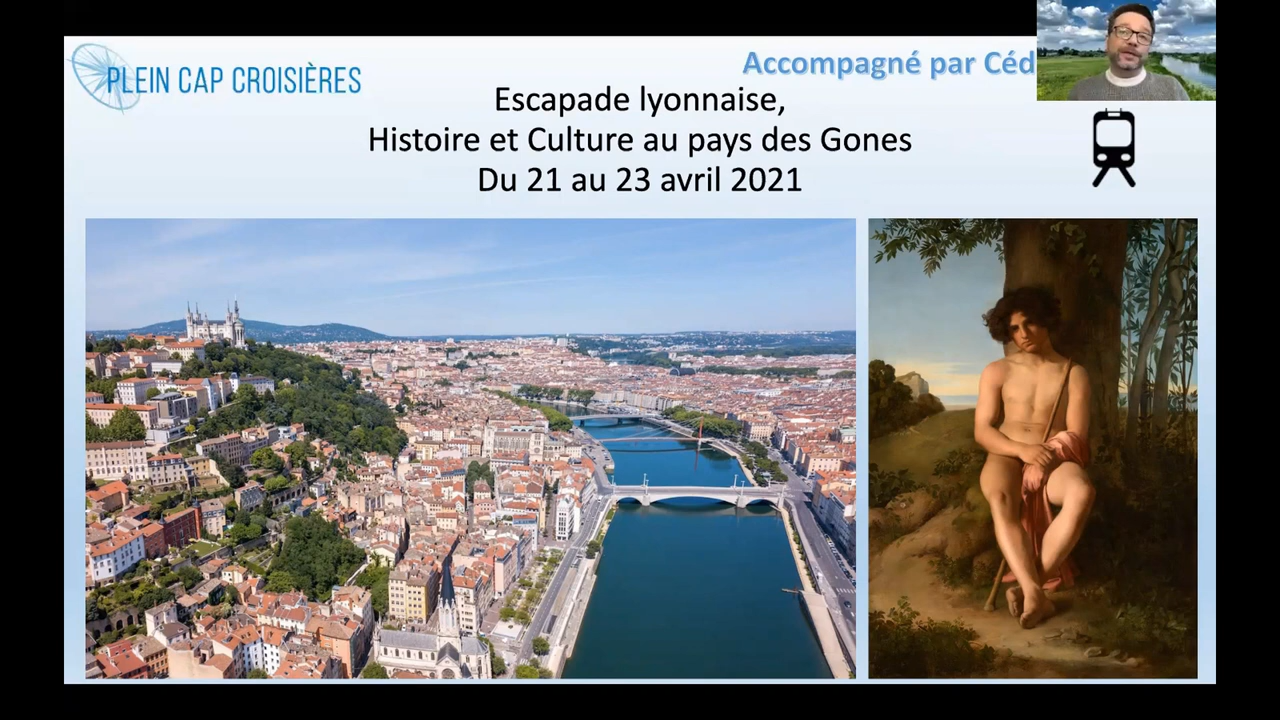 PLEIN CAP CROISIÈRES
Accompagné par Céd
Escapade lyonnaise,
Histoire et Culture au pays des Gones
Du 21 au 23 avril 2021